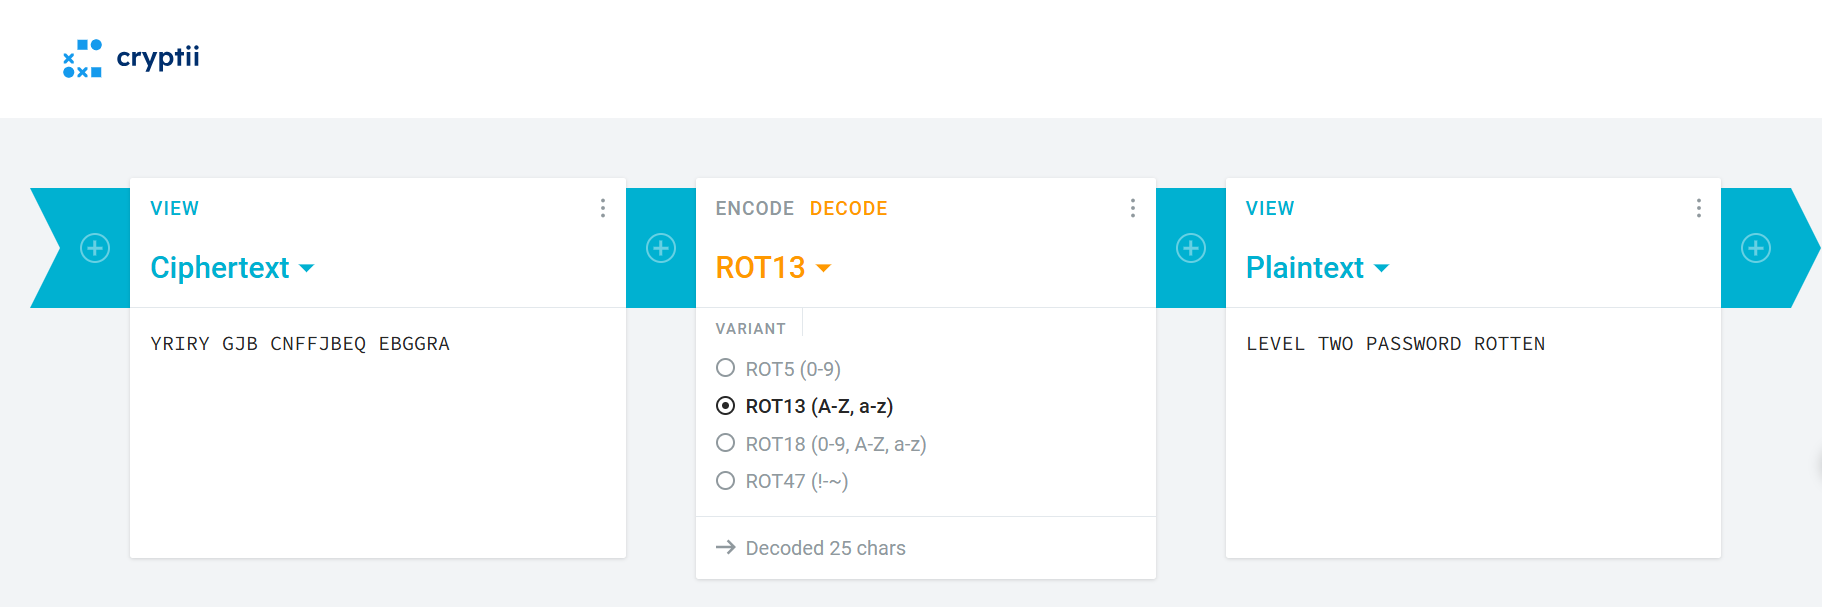 cryptii
VIEW
Ciphertext
YRIRY GJB CNFFJBEQ EBGGRA
ENCODE DECODE
ROT13
VARIANT
ROT5 (0-9)
ROT13 (A-Z, a-z)
ROT18 (0-9, A-Z, a-z)
ROT47 (!-~)
→ Decoded 25 chars
VIEW
Plaintext
LEVEL TWO PASSWORD ROTTEN